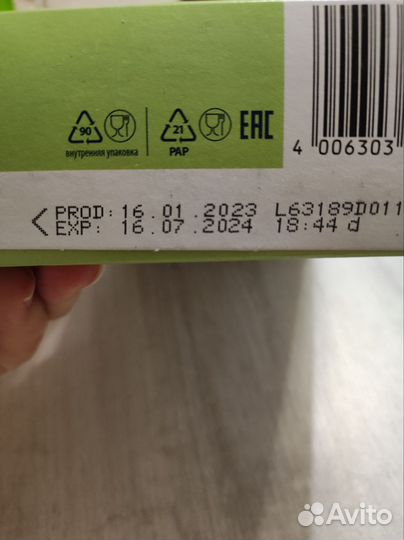 90
внутренняя упаковка
21
PAP
EAC
4 006303
PROD: 16.01.2023 L63189D011
EXP: 16.07.2024 18:44 d
Avito